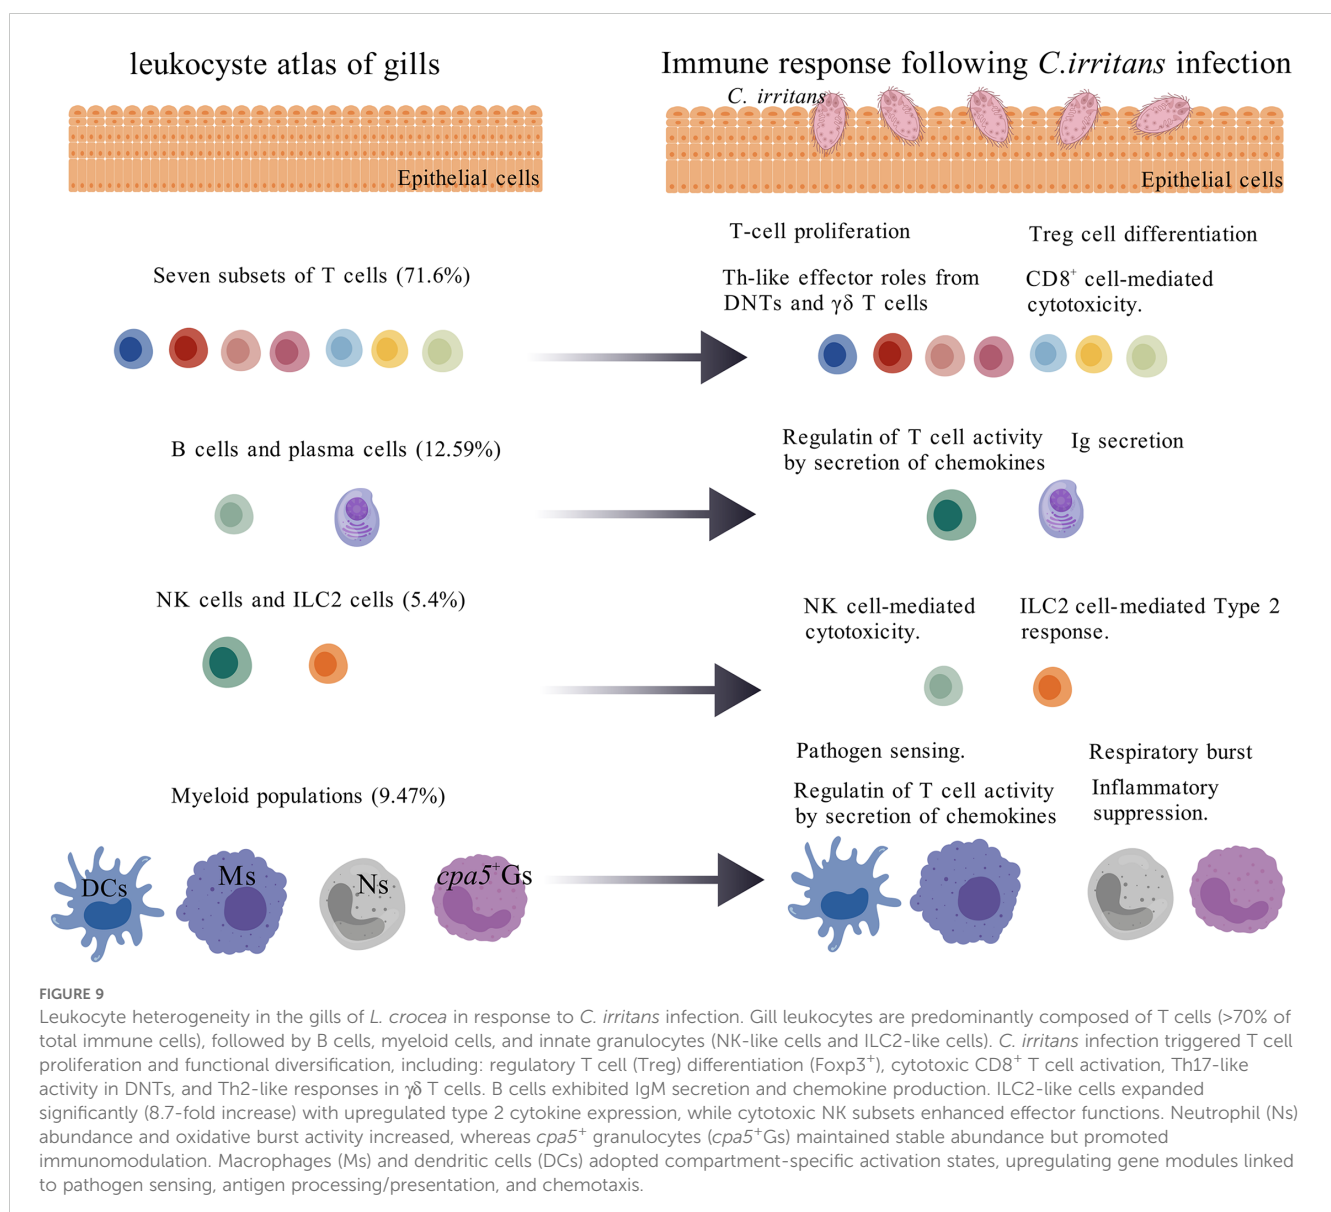 leukocyste atlas of gills
Immune response following C.irritans infection
C. irritans
Epithelial cells
Epithelial cells
T-cell proliferation
Treg cell differentiation
Seven subsets of T cells (71.6%)
Th-like effector roles from
DNTs and γδ T cells
CD8⁺ cell-mediated
cytotoxicity.
B cells and plasma cells (12.59%)
Regulatin of T cell activity
by secretion of chemokines
Ig secretion
NK cells and ILC2 cells (5.4%)
NK cell-mediated
cytotoxicity.
ILC2 cell-mediated Type 2
response.
Pathogen sensing.
Respiratory burst
Myeloid populations (9.47%)
Regulatin of T cell activity
by secretion of chemokines
Inflammatory
suppression.
DCs
Ms
Ns
cpa5⁺Gs
FIGURE 9
Leukocyte heterogeneity in the gills of L. crocea in response to C. irritans infection. Gill leukocytes are predominantly composed of T cells (>70% of
total immune cells), followed by B cells, myeloid cells, and innate granulocytes (NK-like cells and ILC2-like cells). C. irritans infection triggered T cell
proliferation and functional diversification, including: regulatory T cell (Treg) differentiation (Foxp3⁺), cytotoxic CD8⁺ T cell activation, Th17-like
activity in DNTs, and Th2-like responses in γδ T cells. B cells exhibited IgM secretion and chemokine production. ILC2-like cells expanded
significantly (8.7-fold increase) with upregulated type 2 cytokine expression, while cytotoxic NK subsets enhanced effector functions. Neutrophil (Ns)
abundance and oxidative burst activity increased, whereas cpa5⁺ granulocytes (cpa5⁺Gs) maintained stable abundance but promoted
immunomodulation. Macrophages (Ms) and dendritic cells (DCs) adopted compartment-specific activation states, upregulating gene modules linked
to pathogen sensing, antigen processing/presentation, and chemotaxis.